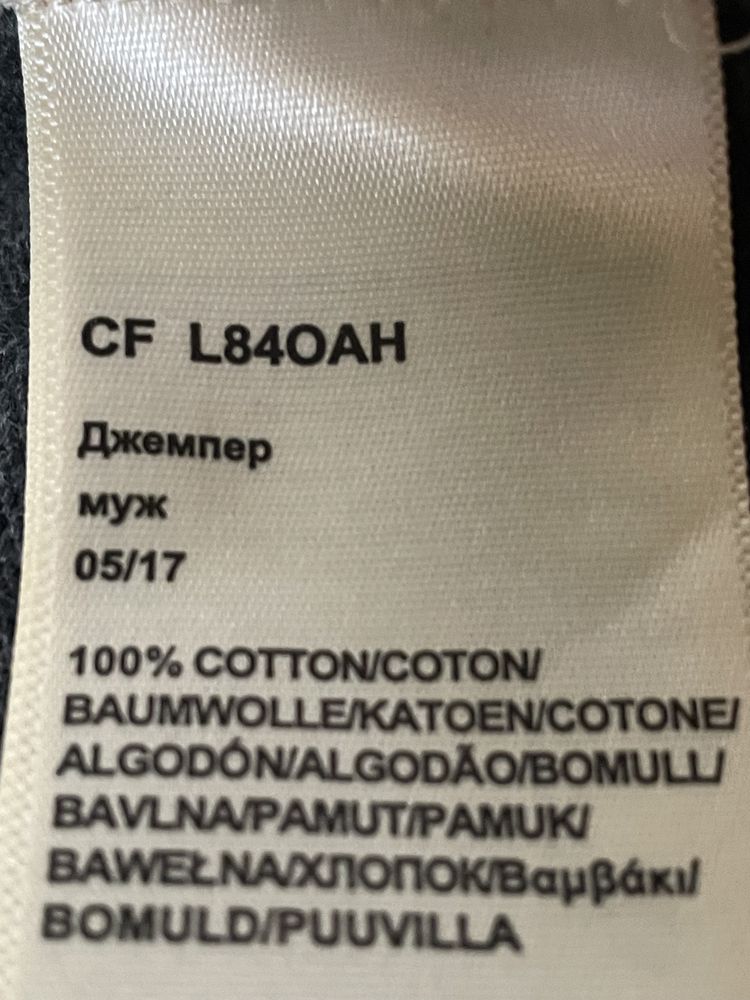 CF L84OAH
Джемпер
муж
05/17
100% COTTON/COTON/
BAUMWOLLE/KATOEN/COTONE/
ALGODÓN/ALGODÃO/BOMULL/
BAVLNA/PAMUT/PAMUK/
BAWEŁNA/ХЛОПОК/Βαμβάκι/
BOMULD/PUUVILLA